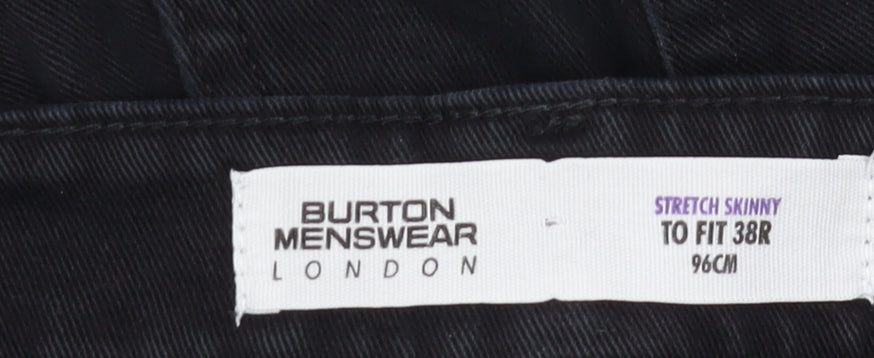 BURTON
MENSWEAR
LONDON
STRETCH SKINNY
TO FIT 38R
96CM